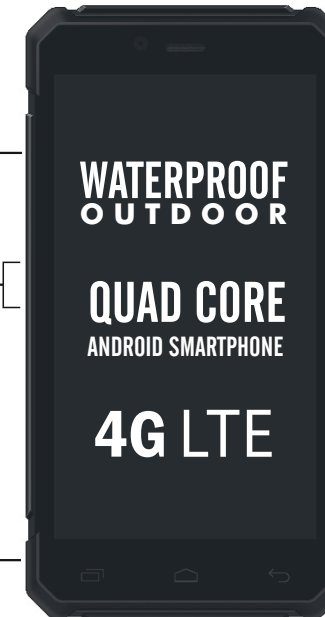 WATERPROOF
OUTDOOR
QUAD CORE
ANDROID SMARTPHONE
4G LTE